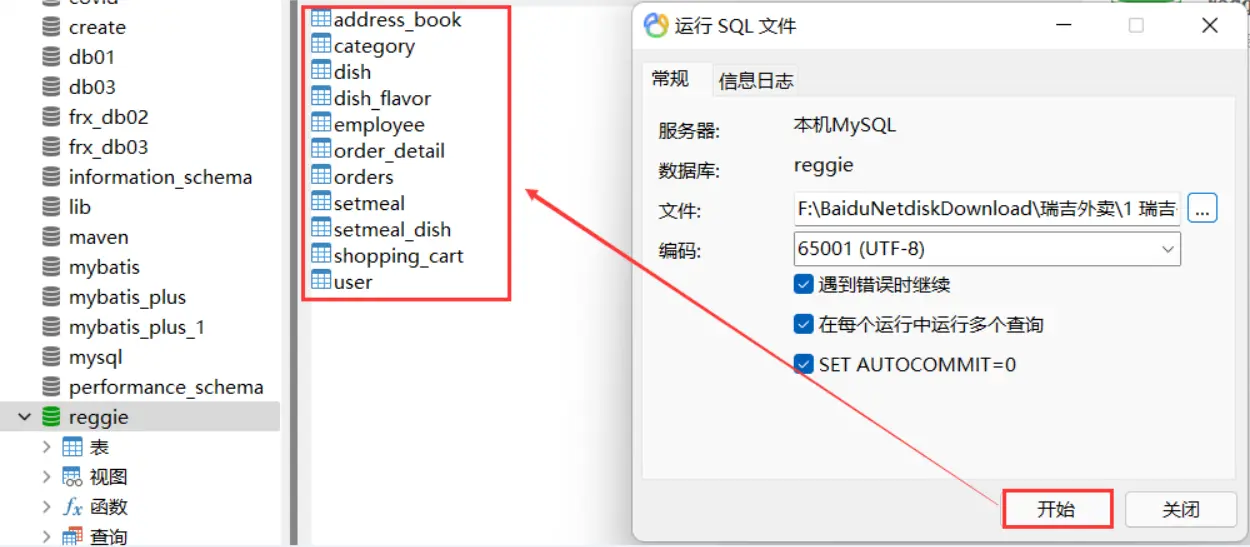 create
db01
db03
frx_db02
frx_db03
information_schema
lib
maven
mybatis
mybatis_plus
mybatis_plus_1
mysql
performance_schema
reggie
表
视图
函数
查询
address_book
category
dish
dish_flavor
employee
order_detail
orders
setmeal
setmeal_dish
shopping_cart
user
运行 SQL 文件
常规
信息日志
服务器:
本机MySQL
数据库:
reggie
文件:
F:\BaiduNetdiskDownload\瑞吉外卖\1 瑞吉
...
编码:
65001 (UTF-8)
遇到错误时继续
在每个运行中运行多个查询
SET AUTOCOMMIT=0
开始
关闭